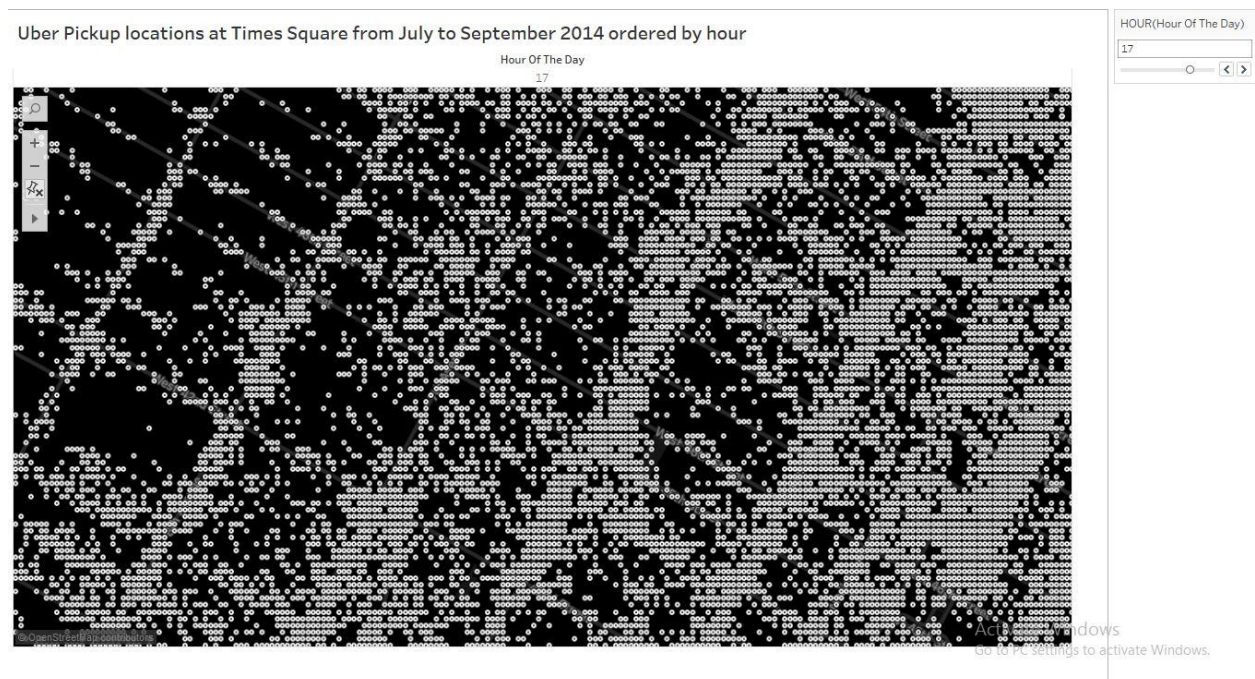 Uber Pickup locations at Times Square from July to September 2014 ordered by hour
Hour Of The Day
17
HOUR(Hour Of The Day)
17
© OpenStreetMap contributors
Go to PC settings to activate Windows.